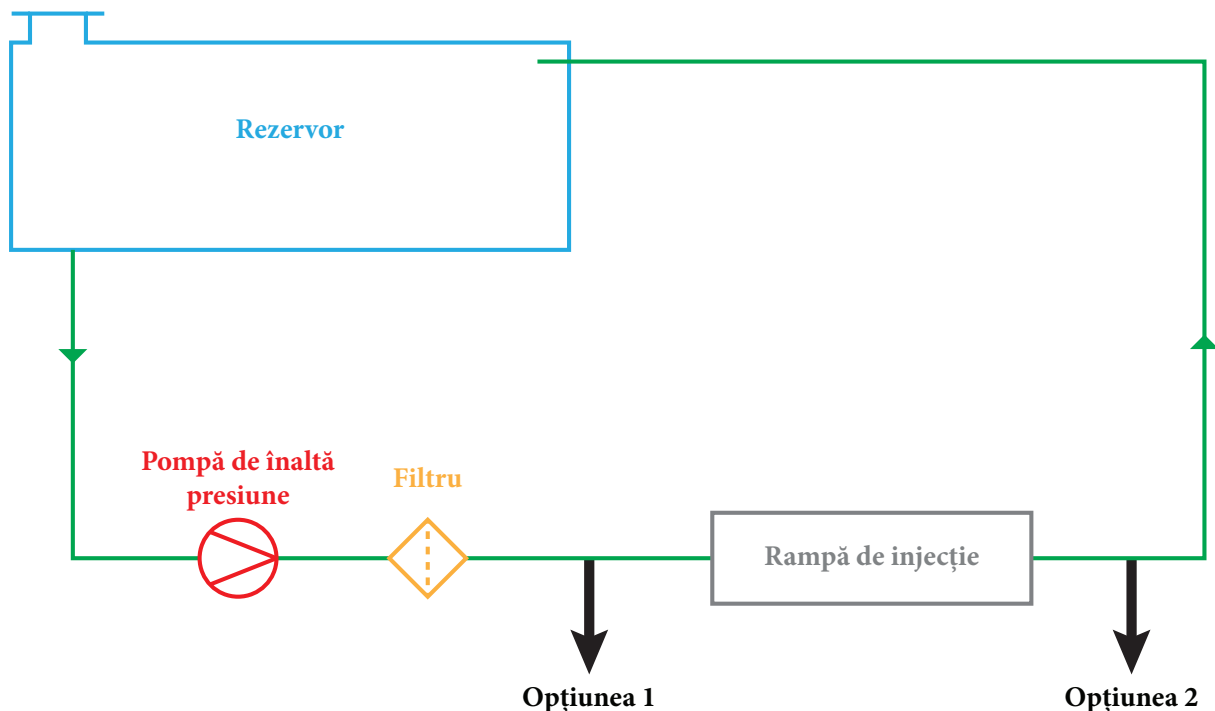 Rezervor
Pompă de înaltă
presiune
Filtru
Rampă de injecție
Opțiunea 1
Opțiunea 2